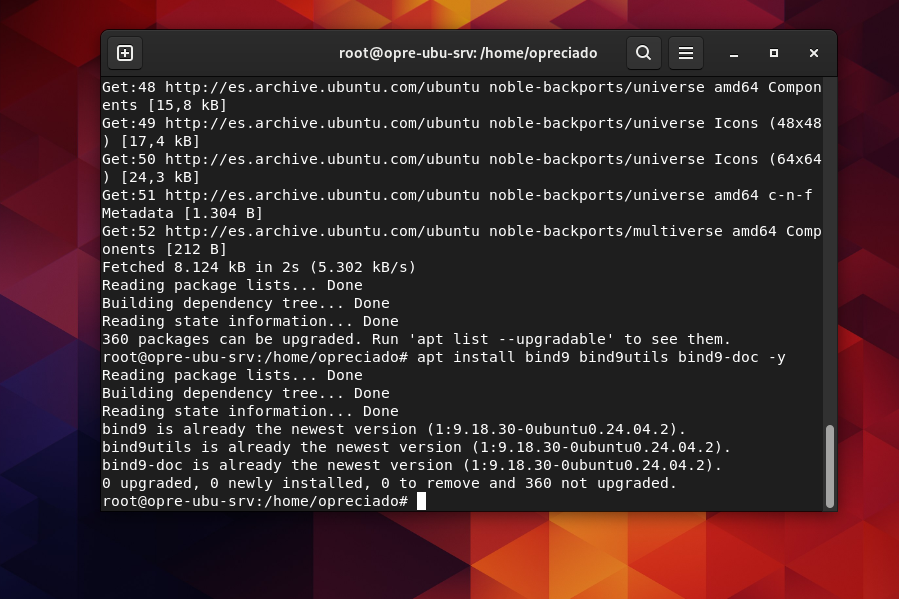 root@opre-ubu-srv: /home/opreciado
Get:48 http://es.archive.ubuntu.com/ubuntu noble-backports/universe amd64 Compon
ents [15,8 kB]
Get:49 http://es.archive.ubuntu.com/ubuntu noble-backports/universe Icons (48x48
) [17,4 kB]
Get:50 http://es.archive.ubuntu.com/ubuntu noble-backports/universe Icons (64x64
) [24,3 kB]
Get:51 http://es.archive.ubuntu.com/ubuntu noble-backports/universe amd64 c-n-f
Metadata [1.304 B]
Get:52 http://es.archive.ubuntu.com/ubuntu noble-backports/multiverse amd64 Comp
onents [212 B]
Fetched 8.124 kB in 2s (5.302 kB/s)
Reading package lists... Done
Building dependency tree... Done
Reading state information... Done
360 packages can be upgraded. Run 'apt list --upgradable' to see them.
root@opre-ubu-srv:/home/opreciado# apt install bind9 bind9utils bind9-doc -y
Reading package lists... Done
Building dependency tree... Done
Reading state information... Done
bind9 is already the newest version (1:9.18.30-0ubuntu0.24.04.2).
bind9utils is already the newest version (1:9.18.30-0ubuntu0.24.04.2).
bind9-doc is already the newest version (1:9.18.30-0ubuntu0.24.04.2).
0 upgraded, 0 newly installed, 0 to remove and 360 not upgraded.
root@opre-ubu-srv:/home/opreciado#